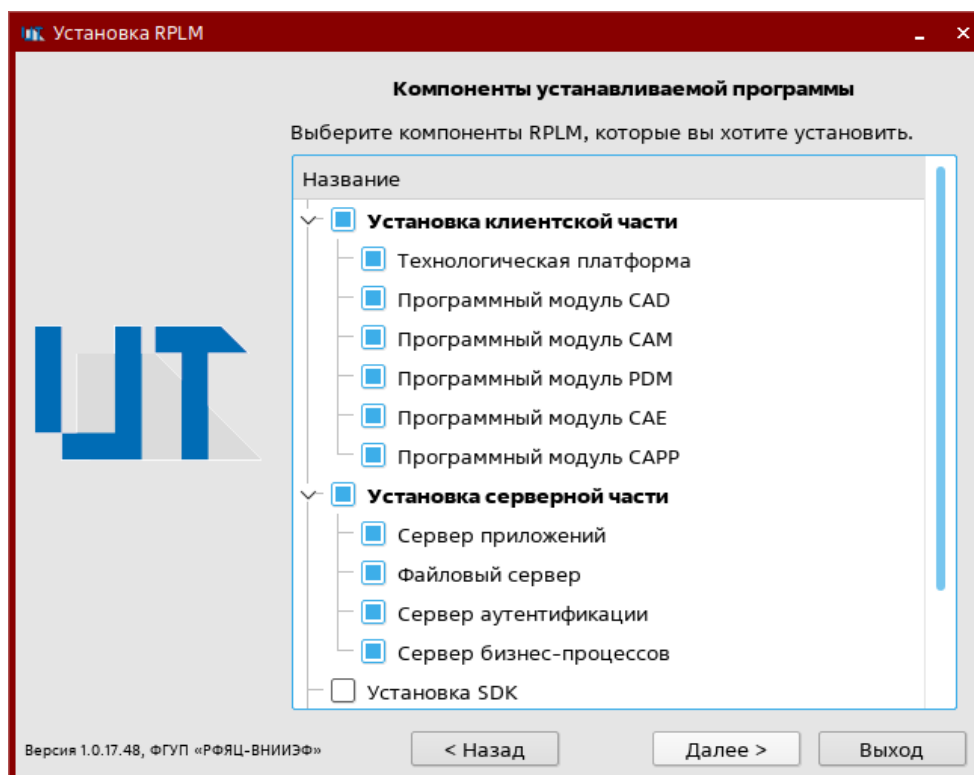 Установка RPLM
Компоненты устанавливаемой программы
Выберите компоненты RPLM, которые вы хотите установить.
Название
Установка клиентской части
Технологическая платформа
Программный модуль CAD
Программный модуль CAM
Программный модуль PDM
Программный модуль CAE
Программный модуль CAPP
Установка серверной части
Сервер приложений
Файловый сервер
Сервер аутентификации
Сервер бизнес-процессов
Установка SDK
Версия 1.0.17.48, ФГУП «РФЯЦ-ВНИИЭФ»
< Назад
Далее >
Выход